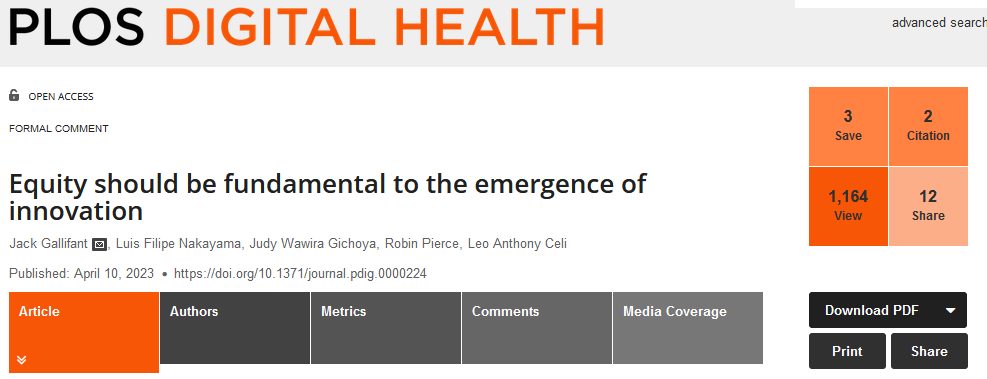 PLOS DIGITAL HEALTH
advanced search
OPEN ACCESS
FORMAL COMMENT
Equity should be fundamental to the emergence of
innovation
Jack Gallifant, Luis Filipe Nakayama, Judy Wawira Gichoya, Robin Pierce, Leo Anthony Celi
Published: April 10, 2023 • https://doi.org/10.1371/journal.pdig.0000224
3
Save
2
Citation
1,164
View
12
Share
Article
Authors
Metrics
Comments
Media Coverage
Download PDF
Print
Share